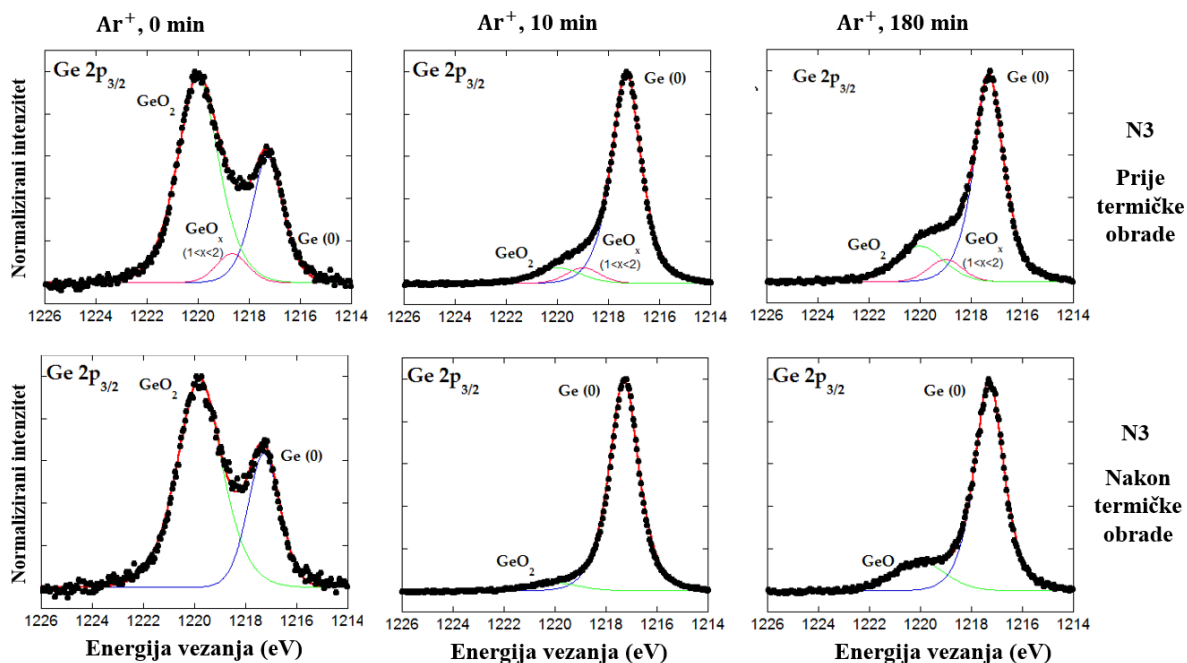 Ar⁺, 0 min
Ar⁺, 10 min
Ar⁺, 180 min
Normalizirani intenzitet
Ge 2p3/2
GeO2
GeOx
(1<x<2)
Ge (0)
1226 1224 1222 1220 1218 1216 1214
Ge 2p3/2
Ge (0)
GeO2
GeOx
(1<x<2)
1226 1224 1222 1220 1218 1216 1214
Ge 2p3/2
Ge (0)
GeO2
GeOx
(1<x<2)
1226 1224 1222 1220 1218 1216 1214
N3
Prije
termičke
obrade
Normalizirani intenzitet
Ge 2p3/2
GeO2
Ge (0)
1226 1224 1222 1220 1218 1216 1214
Energija vezanja (eV)
Ge 2p3/2
Ge (0)
GeO2
1226 1224 1222 1220 1218 1216 1214
Energija vezanja (eV)
Ge 2p3/2
Ge (0)
GeO
1226 1224 1222 1220 1218 1216 1214
Energija vezanja (eV)
N3
Nakon
termičke
obrade